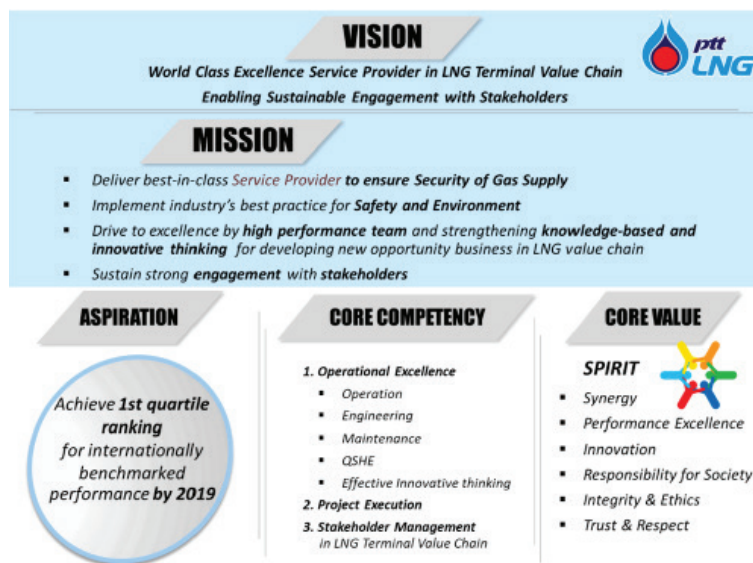 VISION
ptt
LNG
World Class Excellence Service Provider in LNG Terminal Value Chain
Enabling Sustainable Engagement with Stakeholders
MISSION
▪ Deliver best-in-class Service Provider to ensure Security of Gas Supply
▪ Implement industry's best practice for Safety and Environment
▪ Drive to excellence by high performance team and strengthening knowledge-based and
innovative thinking for developing new opportunity business in LNG value chain
▪ Sustain strong engagement with stakeholders
ASPIRATION
Achieve 1st quartile
ranking
for internationally
benchmarked
performance by 2019
CORE COMPETENCY
1. Operational Excellence
▪ Operation
▪ Engineering
▪ Maintenance
▪ QSHE
▪ Effective Innovative thinking
2. Project Execution
3. Stakeholder Management
in LNG Terminal Value Chain
CORE VALUE
SPIRIT
▪ Synergy
▪ Performance Excellence
▪ Innovation
▪ Responsibility for Society
▪ Integrity & Ethics
▪ Trust & Respect